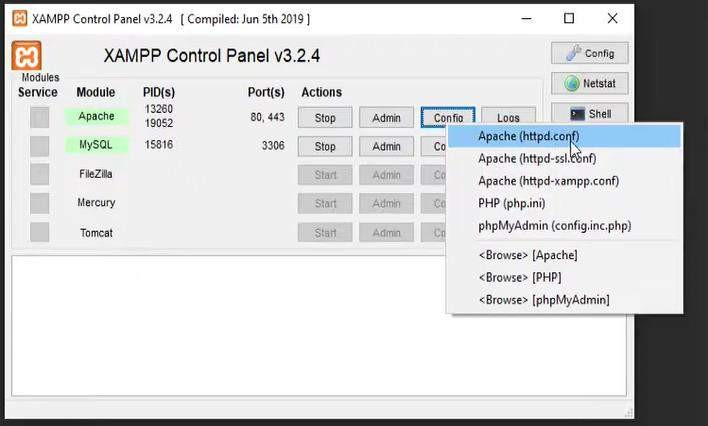 XAMPP Control Panel v3.2.4 [ Compiled: Jun 5th 2019 ]
XAMPP Control Panel v3.2.4
Config
Modules
Service Module PID(s) Port(s) Actions
Netstat
Apache 13260 19052 80, 443 Stop Admin Config Logs
Shell
MySQL 15816 3306 Stop Admin Co
FileZilla Start Admin Co
Mercury Start Admin Co
Tomcat Start Admin Co
Apache (httpd.conf)
Apache (httpd-ssl.conf)
Apache (httpd-xampp.conf)
PHP (php.ini)
phpMyAdmin (config.inc.php)
<Browse> [Apache]
<Browse> [PHP]
<Browse> [phpMyAdmin]